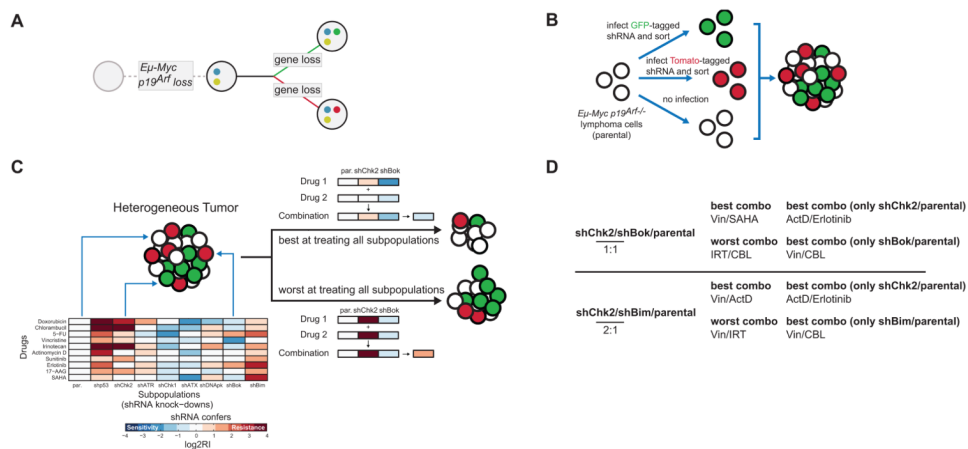 A
Eμ-Myc
p19Arf loss
gene loss
gene loss
B
infect GFP-tagged
shRNA and sort
infect Tomato-tagged
shRNA and sort
no infection
Eμ-Myc p19Arf-/-
lymphoma cells
(parental)
C
Heterogeneous Tumor
par. shChk2 shBok
Drug 1
+
Drug 2
Combination
best at treating all subpopulations
worst at treating all subpopulations
par. shChk2 shBok
Drug 1
+
Drug 2
Combination
Drugs
Doxorubicin
Chlorambucil
5-FU
Vincristine
Irinotecan
Actinomycin D
Sunitinib
Erlotinib
17-AAG
SAHA
par. shp53 shChk2 shATR shChk1 shATX shDNApk shBok shBim
Subpopulations
(shRNA knock-downs)
shRNA confers
Sensitivity Resistance
−4 −3 −2 −1 0 1 2 3 4
log2RI
D
best combo best combo (only shChk2/parental)
Vin/SAHA ActD/Erlotinib
shChk2/shBok/parental
1:1
worst combo best combo (only shBok/parental)
IRT/CBL Vin/CBL
best combo best combo (only shChk2/parental)
Vin/ActD ActD/Erlotinib
shChk2/shBim/parental
2:1
worst combo best combo (only shBim/parental)
Vin/IRT Vin/CBL